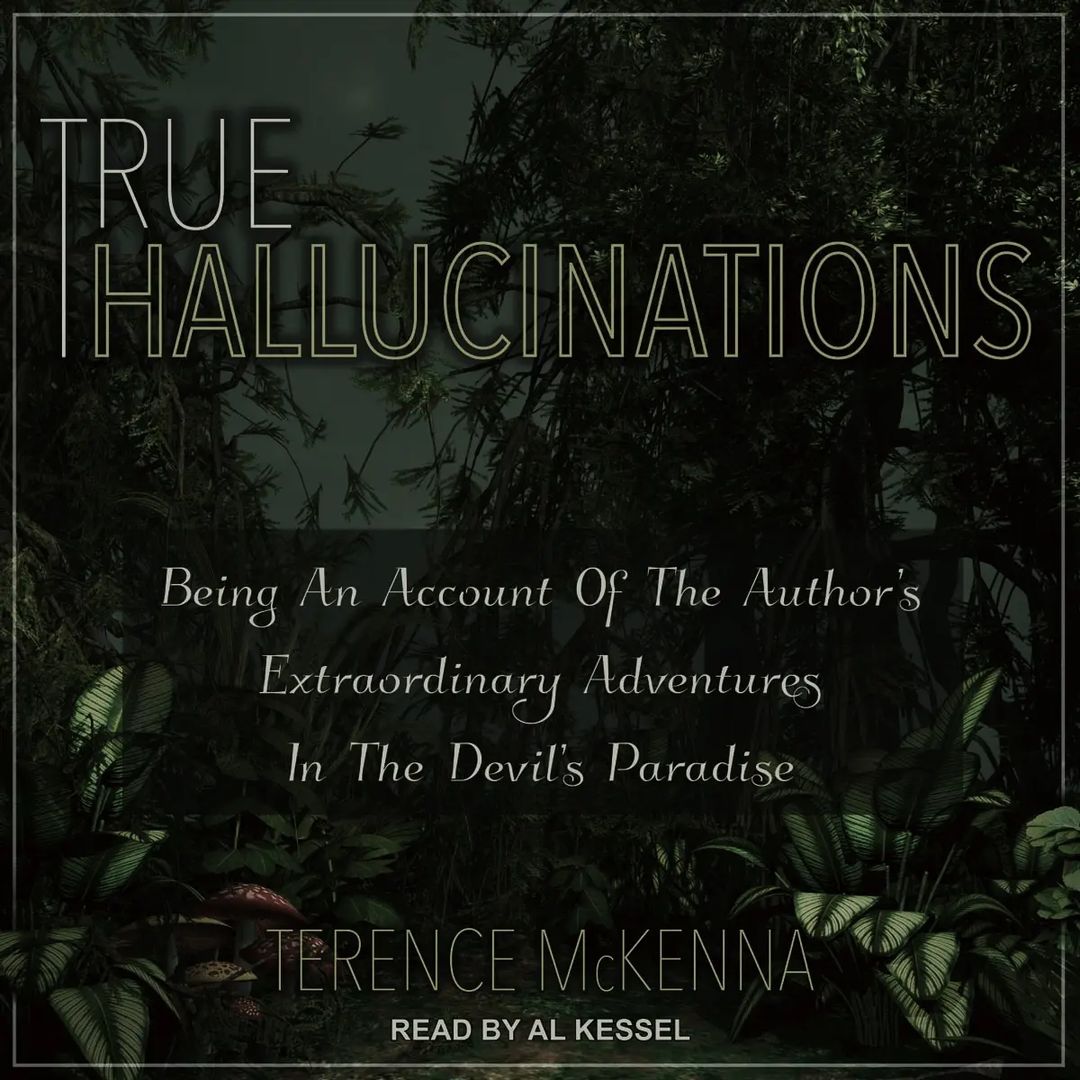 TRUE
HALLUCINATIONS
Being An Account Of The Author's
Extraordinary Adventures
In The Devil's Paradise
TERENCE McKENNA
READ BY AL KESSEL